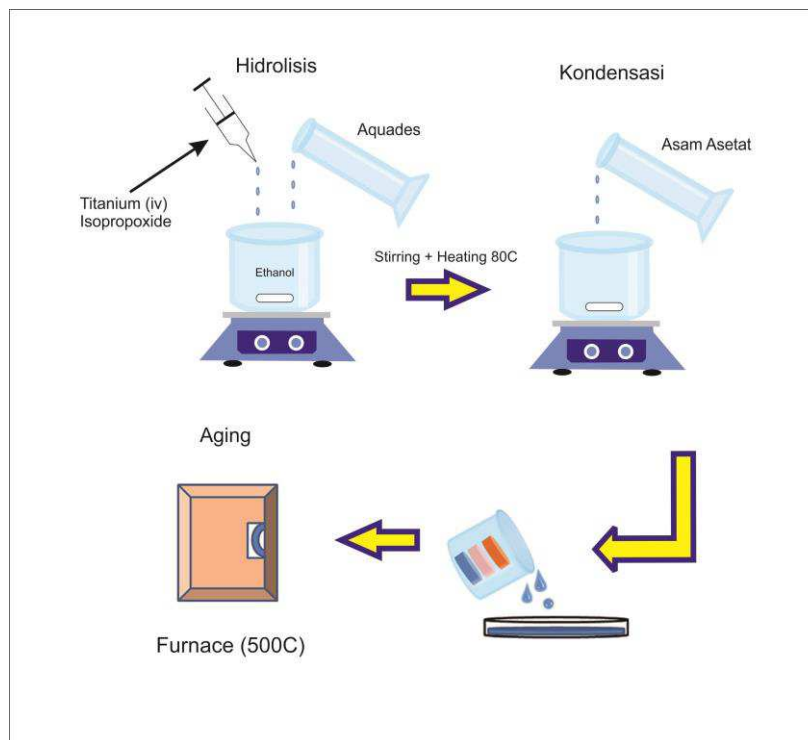 Hidrolisis
Kondensasi
Aquades
Asam Asetat
Titanium (iv)
Isopropoxide
Ethanol
Stirring + Heating 80C
Aging
Furnace (500C)